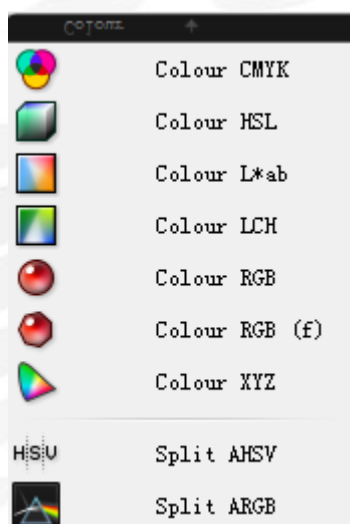 Colour
Colour CMYK
Colour HSL
Colour L*ab
Colour LCH
Colour RGB
Colour RGB (f)
Colour XYZ
HSV Split AHSV
Split ARGB